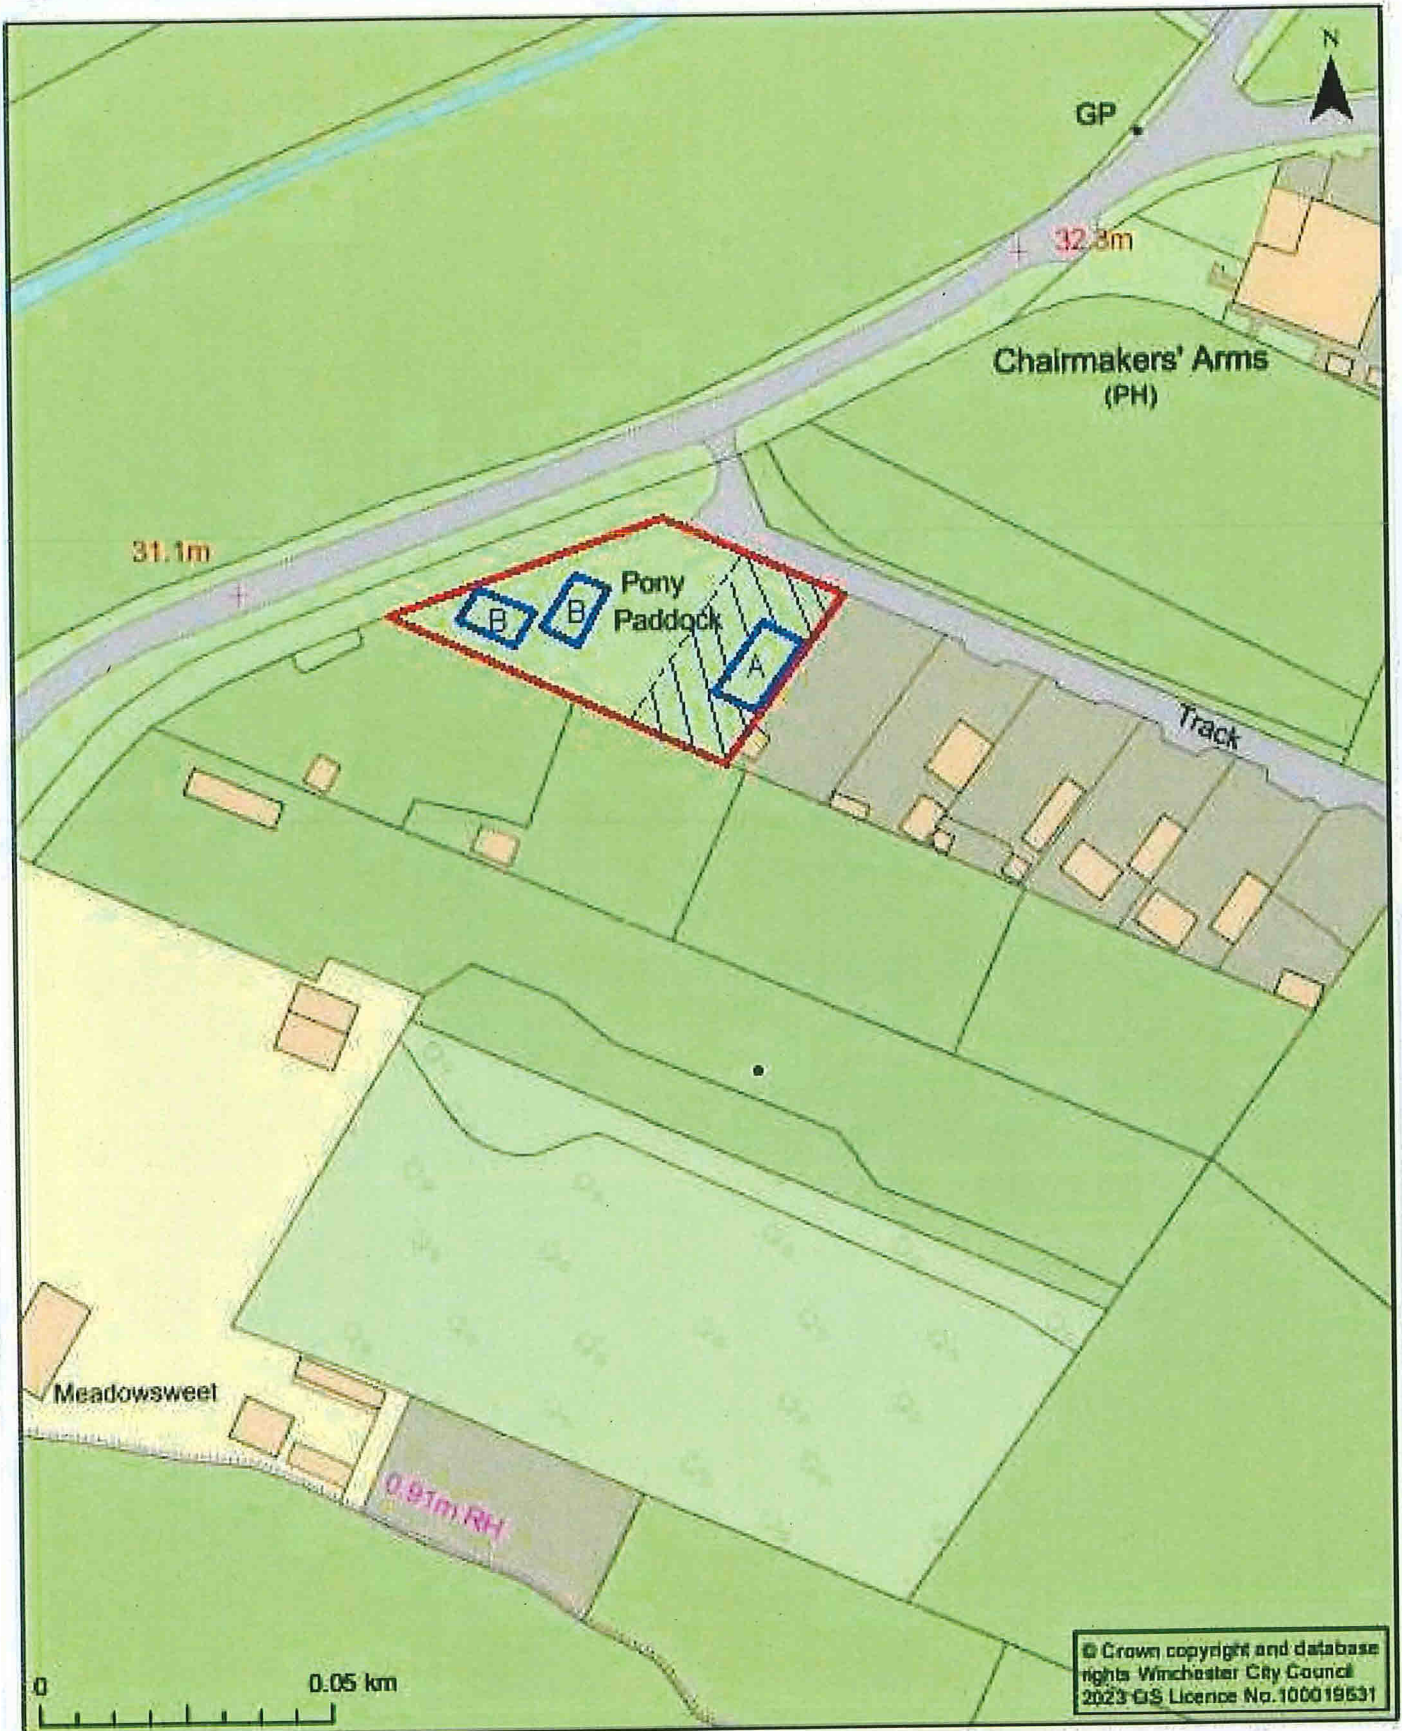 N
GP
32.3m
Chairmakers' Arms
(PH)
31.1m
Pony
Paddock
B
B
A
Track
Meadowsweet
0.91m RH
0
0.05 km
© Crown copyright and database
rights Winchester City Council
2023 OS Licence No.100019531